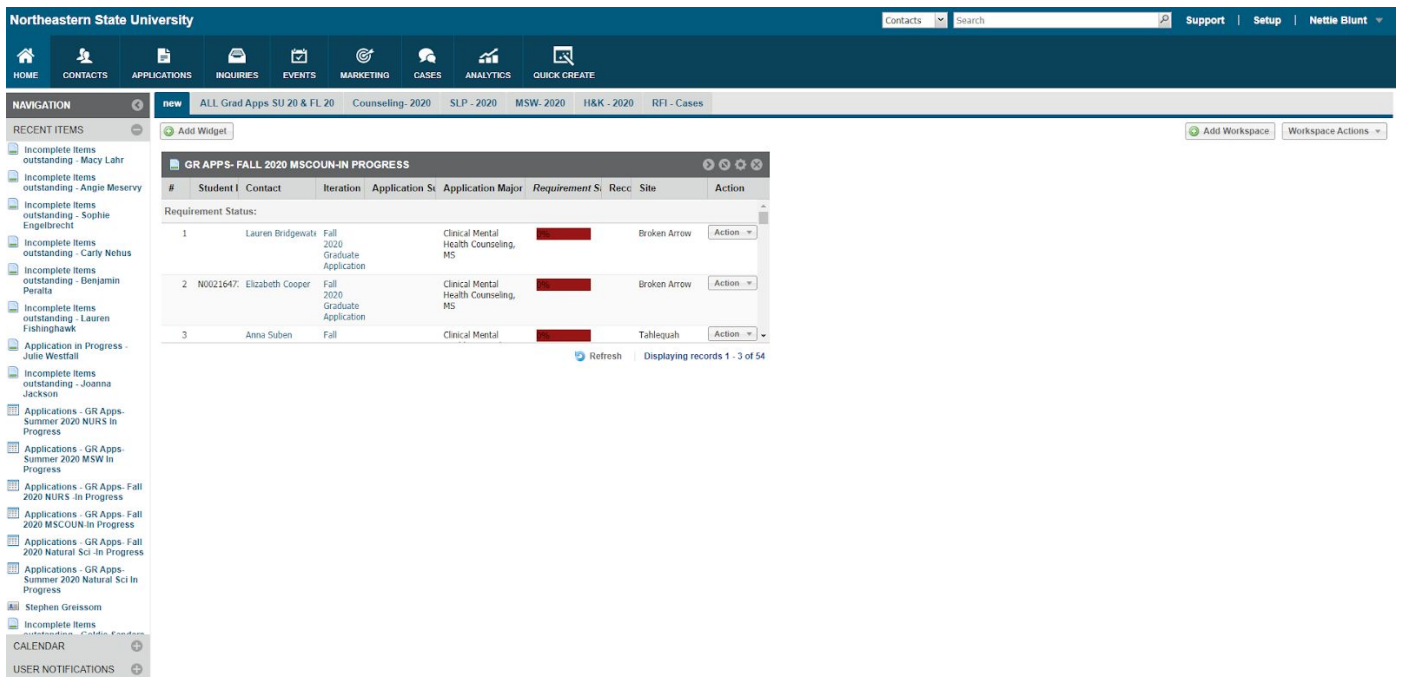 Northeastern State University
Contacts
Search
Support | Setup | Nettie Blunt
HOME CONTACTS APPLICATIONS INQUIRIES EVENTS MARKETING CASES ANALYTICS QUICK CREATE
NAVIGATION
new ALL Grad Apps SU 20 & FL 20 Counseling- 2020 SLP - 2020 MSW- 2020 H&K - 2020 RFI - Cases
RECENT ITEMS
Add Widget
Add Workspace
Workspace Actions
Incomplete Items
outstanding - Macy Lahr
Incomplete Items
outstanding - Angie Meservy
Incomplete Items
outstanding - Sophie
Engelbrecht
Incomplete Items
outstanding - Carly Nehus
Incomplete Items
outstanding - Benjamin
Peralta
Incomplete Items
outstanding - Lauren
Fishinghawk
Application in Progress -
Julie Westfall
Incomplete Items
outstanding - Joanna
Jackson
Applications - GR Apps-
Summer 2020 NURS In
Progress
Applications - GR Apps-
Summer 2020 MSW In
Progress
Applications - GR Apps- Fall
2020 NURS -In Progress
Applications - GR Apps- Fall
2020 MSCOUN-In Progress
Applications - GR Apps- Fall
2020 Natural Sci -In Progress
Applications - GR Apps-
Summer 2020 Natural Sci In
Progress
Stephen Greissom
Incomplete Items
CALENDAR
USER NOTIFICATIONS
GR APPS- FALL 2020 MSCOUN-IN PROGRESS
# Student I Contact Iteration Application Su Application Major Requirement S Reco Site Action
Requirement Status:
1 Lauren Bridgewate Fall Clinical Mental 0% Broken Arrow Action
2020 Health Counseling,
Graduate MS
Application
2 N0021647. Elizabeth Cooper Fall Clinical Mental 0% Broken Arrow Action
2020 Health Counseling,
Graduate MS
Application
3 Anna Suben Fall Clinical Mental 0% Tahlequah Action
Refresh
Displaying records 1 - 3 of 54